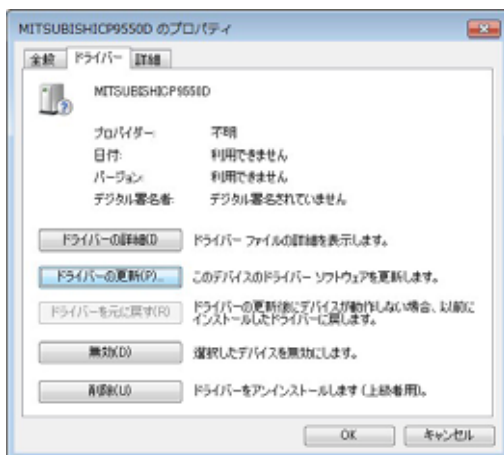 MITSUBISHICP9550D のプロパティ
全般 ドライバー 詳細
MITSUBISHICP9550D
プロバイダー: 不明
日付: 利用できません
バージョン: 利用できません
デジタル署名者: デジタル署名されていません
ドライバーの詳細(I) ドライバー ファイルの詳細を表示します。
ドライバーの更新(P)... このデバイスのドライバー ソフトウェアを更新します。
ドライバーを元に戻す(R) ドライバーの更新後にデバイスが動作しない場合、以前に
インストールしたドライバーに戻します。
無効(D) 選択したデバイスを無効にします。
削除(U) ドライバーをアンインストールします (上級者用)。
OK キャンセル